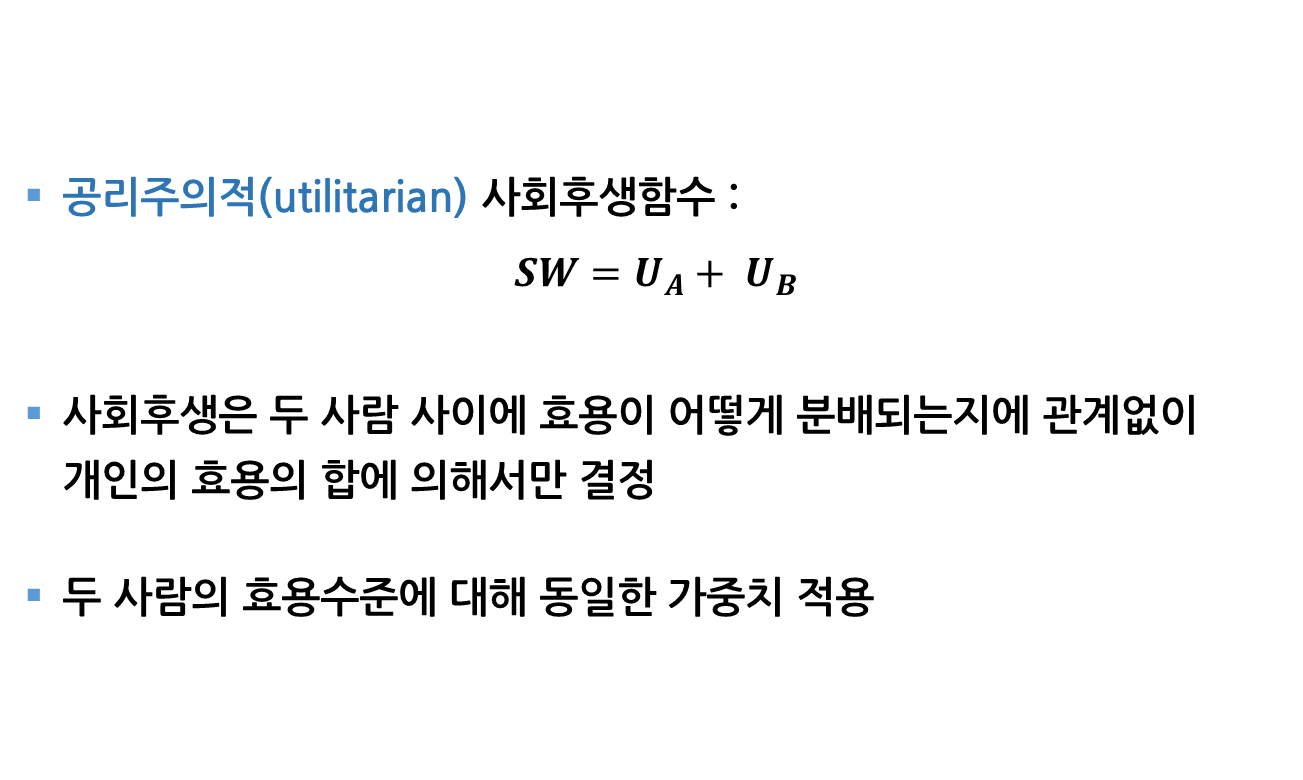 ▪ 공리주의적(utilitarian) 사회후생함수 :
SW = U_A + U_B
▪ 사회후생은 두 사람 사이에 효용이 어떻게 분배되는지에 관계없이
개인의 효용의 합에 의해서만 결정
▪ 두 사람의 효용수준에 대해 동일한 가중치 적용